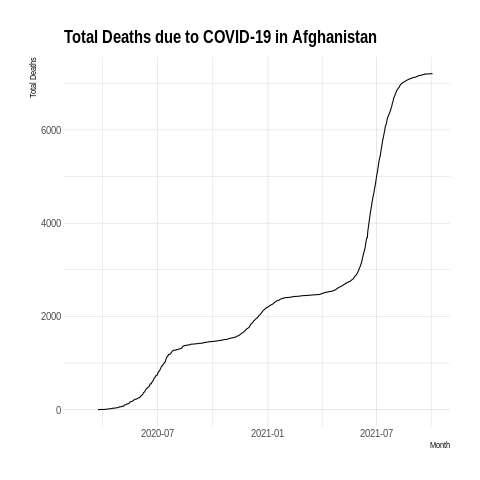 Total Deaths due to COVID-19 in Afghanistan
Total Deaths
6000
4000
2000
0
2020-07 2021-01 2021-07
Month